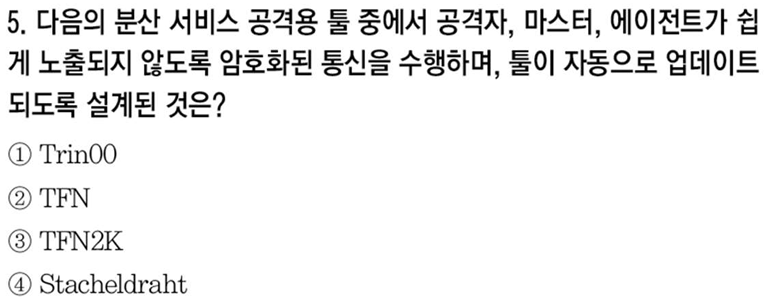 5. 다음의 분산 서비스 공격용 툴 중에서 공격자, 마스터, 에이전트가 쉽
게 노출되지 않도록 암호화된 통신을 수행하며, 툴이 자동으로 업데이트
되도록 설계된 것은?
① Trin00
② TFN
③ TFN2K
④ Stacheldraht